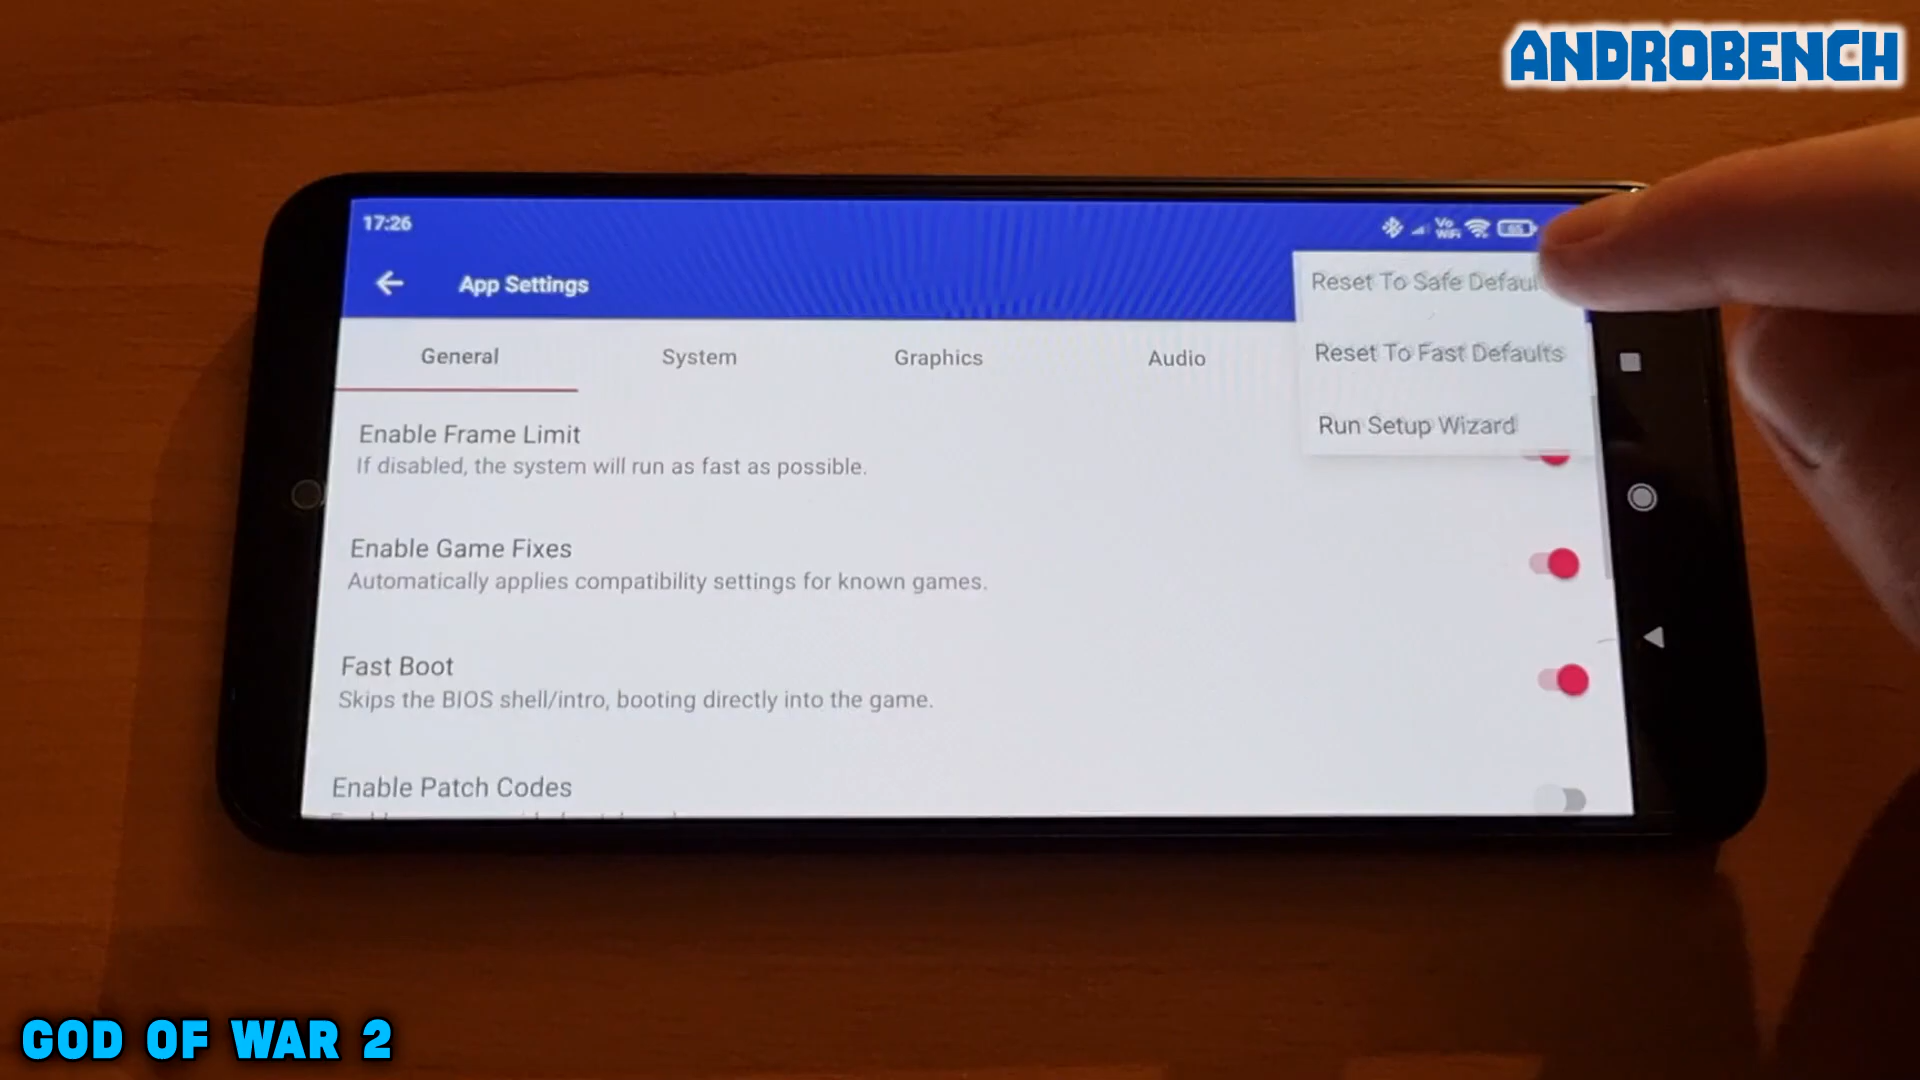 ANDROBENCH
17:26
Vo
WiFi
65
App Settings
Reset To Safe
Reset To Fast Defaults
Run Setup Wizard
General
System
Graphics
Audio
Enable Frame Limit
If disabled, the system will run as fast as possible.
Enable Game Fixes
Automatically applies compatibility settings for known games.
Fast Boot
Skips the BIOS shell/intro, booting directly into the game.
Enable Patch Codes
GOD OF WAR 2